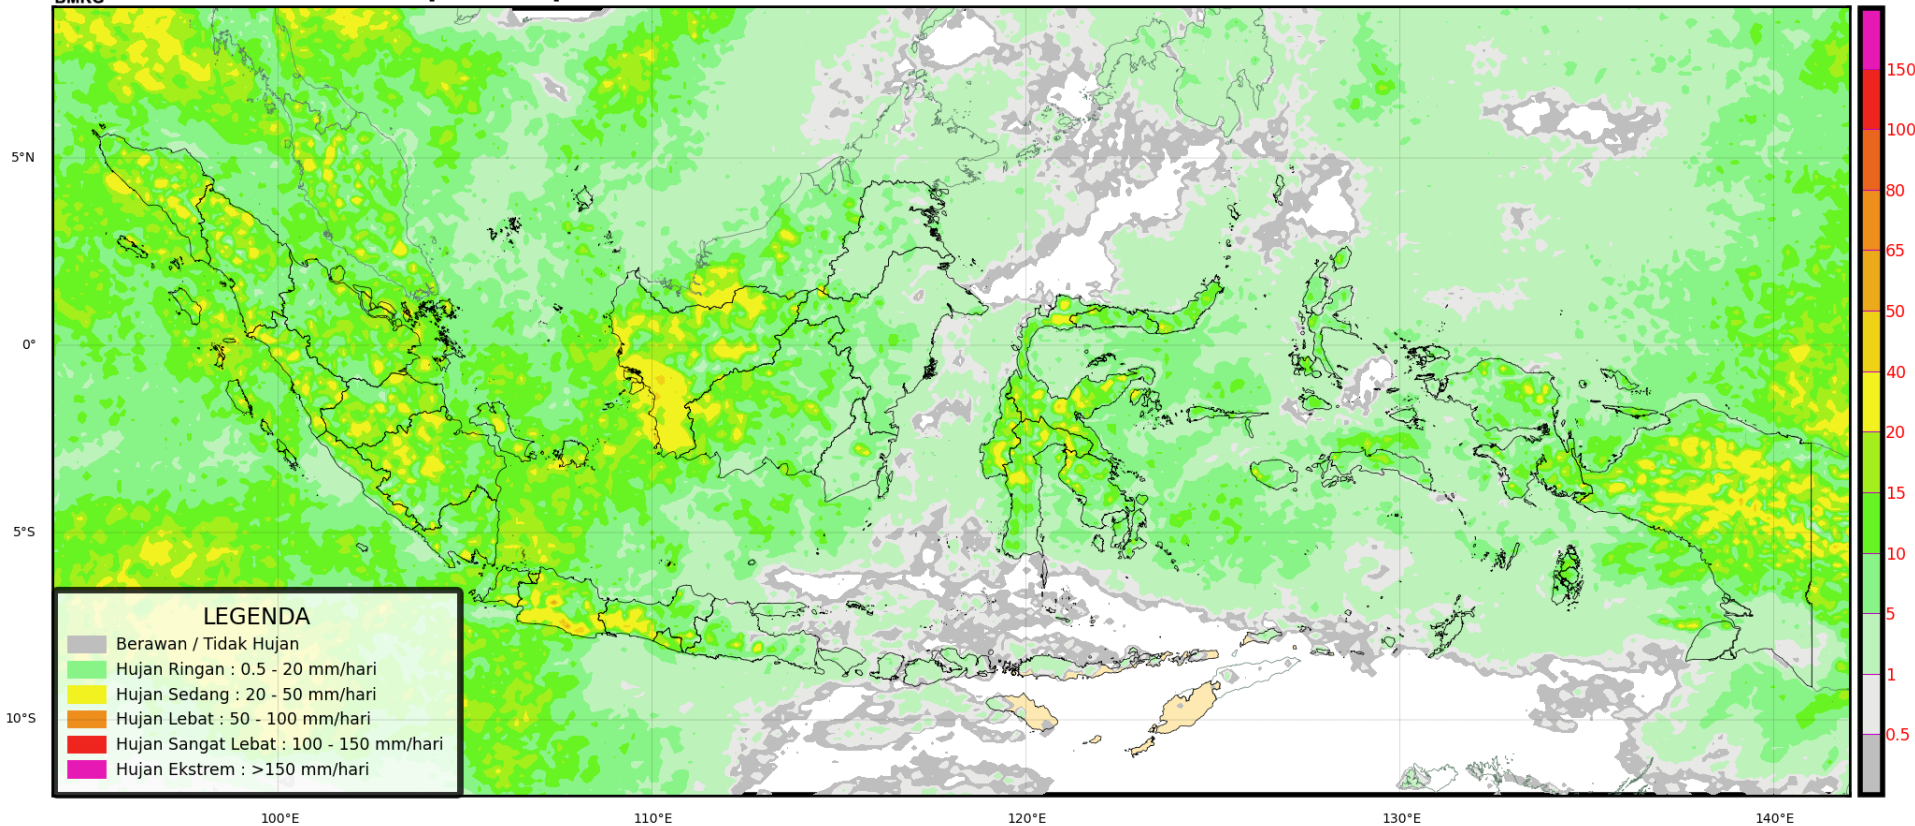 BMKG
5°N
0°
5°S
10°S
100°E
110°E
120°E
130°E
140°E
LEGENDA
Berawan / Tidak Hujan
Hujan Ringan : 0.5 - 20 mm/hari
Hujan Sedang : 20 - 50 mm/hari
Hujan Lebat : 50 - 100 mm/hari
Hujan Sangat Lebat : 100 - 150 mm/hari
Hujan Ekstrem : >150 mm/hari
150
100
80
65
50
40
20
15
10
5
1
0.5